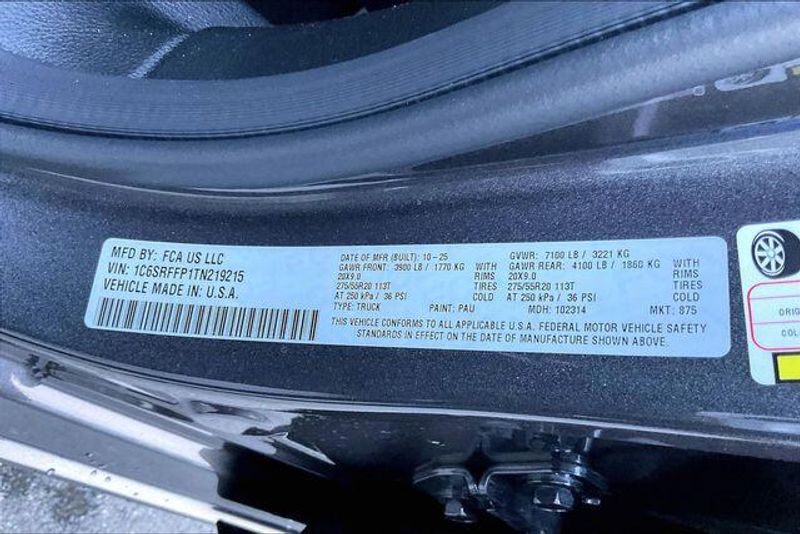 MFD BY: FCA US LLC
VIN: 1C6SRFFP1TN219215
VEHICLE MADE IN: U.S.A.
DATE OF MFR (BUILT): 10-25 GVWR: 7100 LB / 3221 KG
GAWR FRONT: 3900 LB / 1770 KG GAWR REAR: 4100 LB / 1860 KG
20X9.0 20X9.0
275/55R20 113T TIRES 275/55R20 113T TIRES
AT 250 kPa / 36 PSI COLD AT 250 kPa / 36 PSI COLD
TYPE: TRUCK PAINT: PAU MDH: 102314 MKT: 875
THIS VEHICLE CONFORMS TO ALL APPLICABLE U.S.A. FEDERAL MOTOR VEHICLE SAFETY
STANDARDS IN EFFECT ON THE DATE OF MANUFACTURE SHOWN ABOVE.